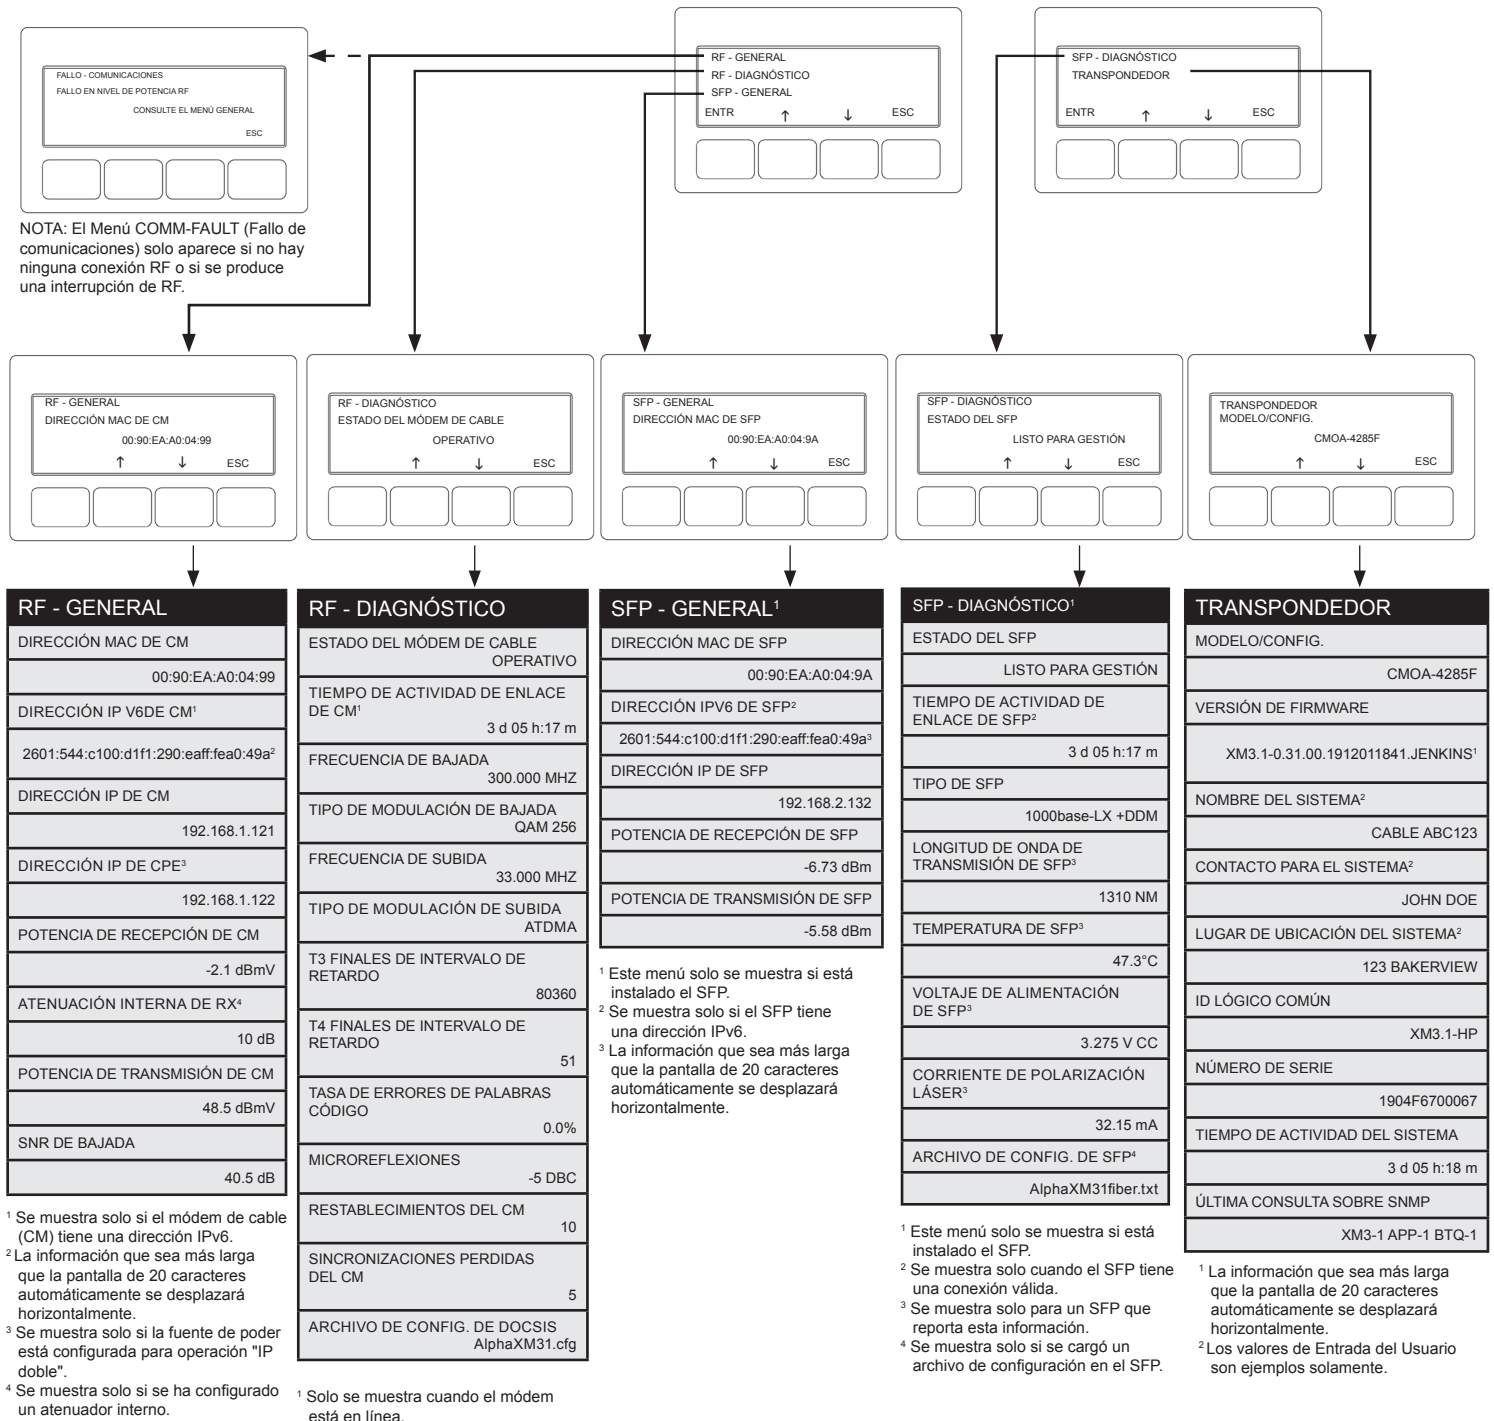 FALLO - COMUNICACIONES
FALLO EN NIVEL DE POTENCIA RF
CONSULTE EL MENÚ GENERAL
ESC
NOTA: El Menú COMM-FAULT (Fallo de
comunicaciones) solo aparece si no hay
ninguna conexión RF o si se produce
una interrupción de RF.
RF - GENERAL
RF - DIAGNÓSTICO
SFP - GENERAL
ENTR ↑ ↓ ESC
SFP - DIAGNÓSTICO
TRANSPONDEDOR
ENTR ↑ ↓ ESC
RF - GENERAL
DIRECCIÓN MAC DE CM
00:90:EA:A0:04:99
↑ ↓ ESC
RF - DIAGNÓSTICO
ESTADO DEL MÓDEM DE CABLE
OPERATIVO
↑ ↓ ESC
SFP - GENERAL
DIRECCIÓN MAC DE SFP
00:90:EA:A0:04:9A
↑ ↓ ESC
SFP - DIAGNÓSTICO
ESTADO DEL SFP
LISTO PARA GESTIÓN
↑ ↓ ESC
TRANSPONDEDOR
MODELO/CONFIG.
CMOA-4285F
↑ ↓ ESC
RF - GENERAL
DIRECCIÓN MAC DE CM
00:90:EA:A0:04:99
DIRECCIÓN IP V6DE CM¹
2601:544:c100:d1f1:290:eaff:fea0:49a²
DIRECCIÓN IP DE CM
192.168.1.121
DIRECCIÓN IP DE CPE³
192.168.1.122
POTENCIA DE RECEPCIÓN DE CM
-2.1 dBmV
ATENUACIÓN INTERNA DE RX⁴
10 dB
POTENCIA DE TRANSMISIÓN DE CM
48.5 dBmV
SNR DE BAJADA
40.5 dB
¹ Se muestra solo si el módem de cable
(CM) tiene una dirección IPv6.
² La información que sea más larga
que la pantalla de 20 caracteres
automáticamente se desplazará
horizontalmente.
³ Se muestra solo si la fuente de poder
está configurada para operación "IP
doble".
⁴ Se muestra solo si se ha configurado
un atenuador interno.
RF - DIAGNÓSTICO
ESTADO DEL MÓDEM DE CABLE
OPERATIVO
TIEMPO DE ACTIVIDAD DE ENLACE
DE CM¹
3 d 05 h:17 m
FRECUENCIA DE BAJADA
300.000 MHZ
TIPO DE MODULACIÓN DE BAJADA
QAM 256
FRECUENCIA DE SUBIDA
33.000 MHZ
TIPO DE MODULACIÓN DE SUBIDA
ATDMA
T3 FINALES DE INTERVALO DE
RETARDO
80360
T4 FINALES DE INTERVALO DE
RETARDO
51
TASA DE ERRORES DE PALABRAS
CÓDIGO
0.0%
MICROREFLEXIONES
-5 DBC
RESTABLECIMIENTOS DEL CM
10
SINCRONIZACIONES PERDIDAS
DEL CM
5
ARCHIVO DE CONFIG. DE DOCSIS
AlphaXM31.cfg
¹ Solo se muestra cuando el módem
está en línea.
SFP - GENERAL¹
DIRECCIÓN MAC DE SFP
00:90:EA:A0:04:9A
DIRECCIÓN IPV6 DE SFP²
2601:544:c100:d1f1:290:eaff:fea0:49a³
DIRECCIÓN IP DE SFP
192.168.2.132
POTENCIA DE RECEPCIÓN DE SFP
-6.73 dBm
POTENCIA DE TRANSMISIÓN DE SFP
-5.58 dBm
¹ Este menú solo se muestra si está
instalado el SFP.
² Se muestra solo si el SFP tiene
una dirección IPv6.
³ La información que sea más larga
que la pantalla de 20 caracteres
automáticamente se desplazará
horizontalmente.
SFP - DIAGNÓSTICO¹
ESTADO DEL SFP
LISTO PARA GESTIÓN
TIEMPO DE ACTIVIDAD DE
ENLACE DE SFP²
3 d 05 h:17 m
TIPO DE SFP
1000base-LX +DDM
LONGITUD DE ONDA DE
TRANSMISIÓN DE SFP³
1310 NM
TEMPERATURA DE SFP³
47.3°C
VOLTAJE DE ALIMENTACIÓN
DE SFP³
3.275 V CC
CORRIENTE DE POLARIZACIÓN
LÁSER³
32.15 mA
ARCHIVO DE CONFIG. DE SFP⁴
AlphaXM31fiber.txt
¹ Este menú solo se muestra si está
instalado el SFP.
² Se muestra solo cuando el SFP tiene
una conexión válida.
³ Se muestra solo para un SFP que
reporta esta información.
⁴ Se muestra solo si se cargó un
archivo de configuración en el SFP.
TRANSPONDEDOR
MODELO/CONFIG.
CMOA-4285F
VERSIÓN DE FIRMWARE
XM3.1-0.31.00.1912011841.JENKINS¹
NOMBRE DEL SISTEMA²
CABLE ABC123
CONTACTO PARA EL SISTEMA²
JOHN DOE
LUGAR DE UBICACIÓN DEL SISTEMA²
123 BAKERVIEW
ID LÓGICO COMÚN
XM3.1-HP
NÚMERO DE SERIE
1904F6700067
TIEMPO DE ACTIVIDAD DEL SISTEMA
3 d 05 h:18 m
ÚLTIMA CONSULTA SOBRE SNMP
XM3-1 APP-1 BTQ-1
¹ La información que sea más larga
que la pantalla de 20 caracteres
automáticamente se desplazará
horizontalmente.
² Los valores de Entrada del Usuario
son ejemplos solamente.